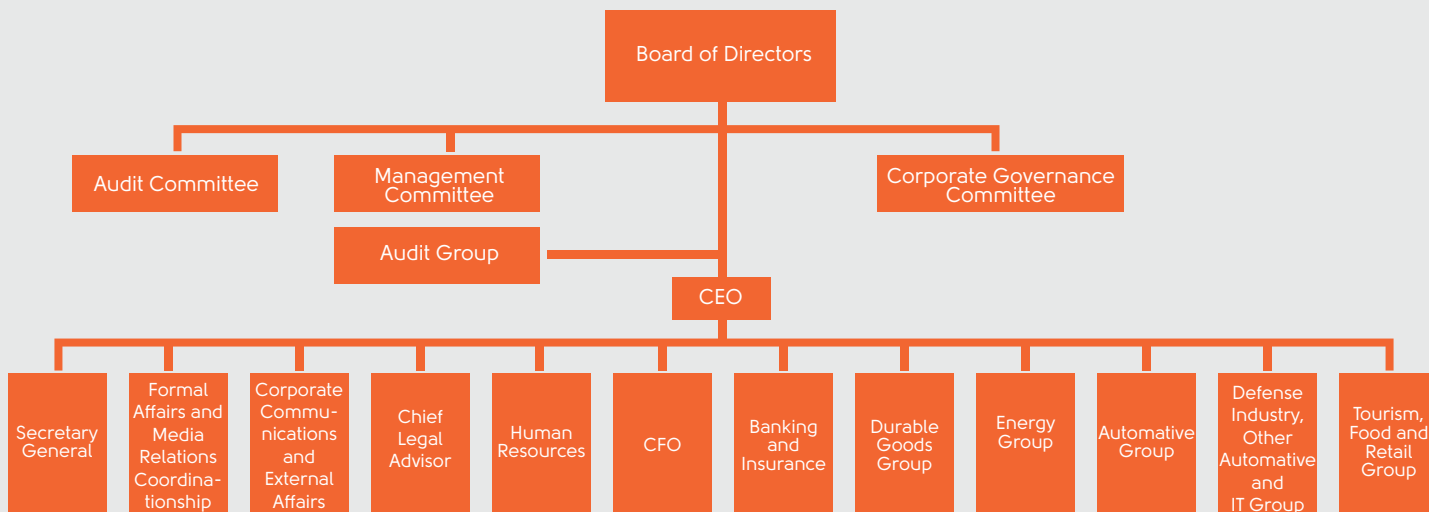 Board of Directors
Audit Committee
Management
Committee
Corporate Governance
Committee
Audit Group
CEO
Secretary
General
Formal
Affairs and
Media
Relations
Coordina-
tionship
Corporate
Commu-
nications
and
External
Affairs
Chief
Legal
Advisor
Human
Resources
CFO
Banking
and
Insurance
Durable
Goods
Group
Energy
Group
Automative
Group
Defense
Industry,
Other
Automative
and
IT Group
Tourism,
Food and
Retail
Group